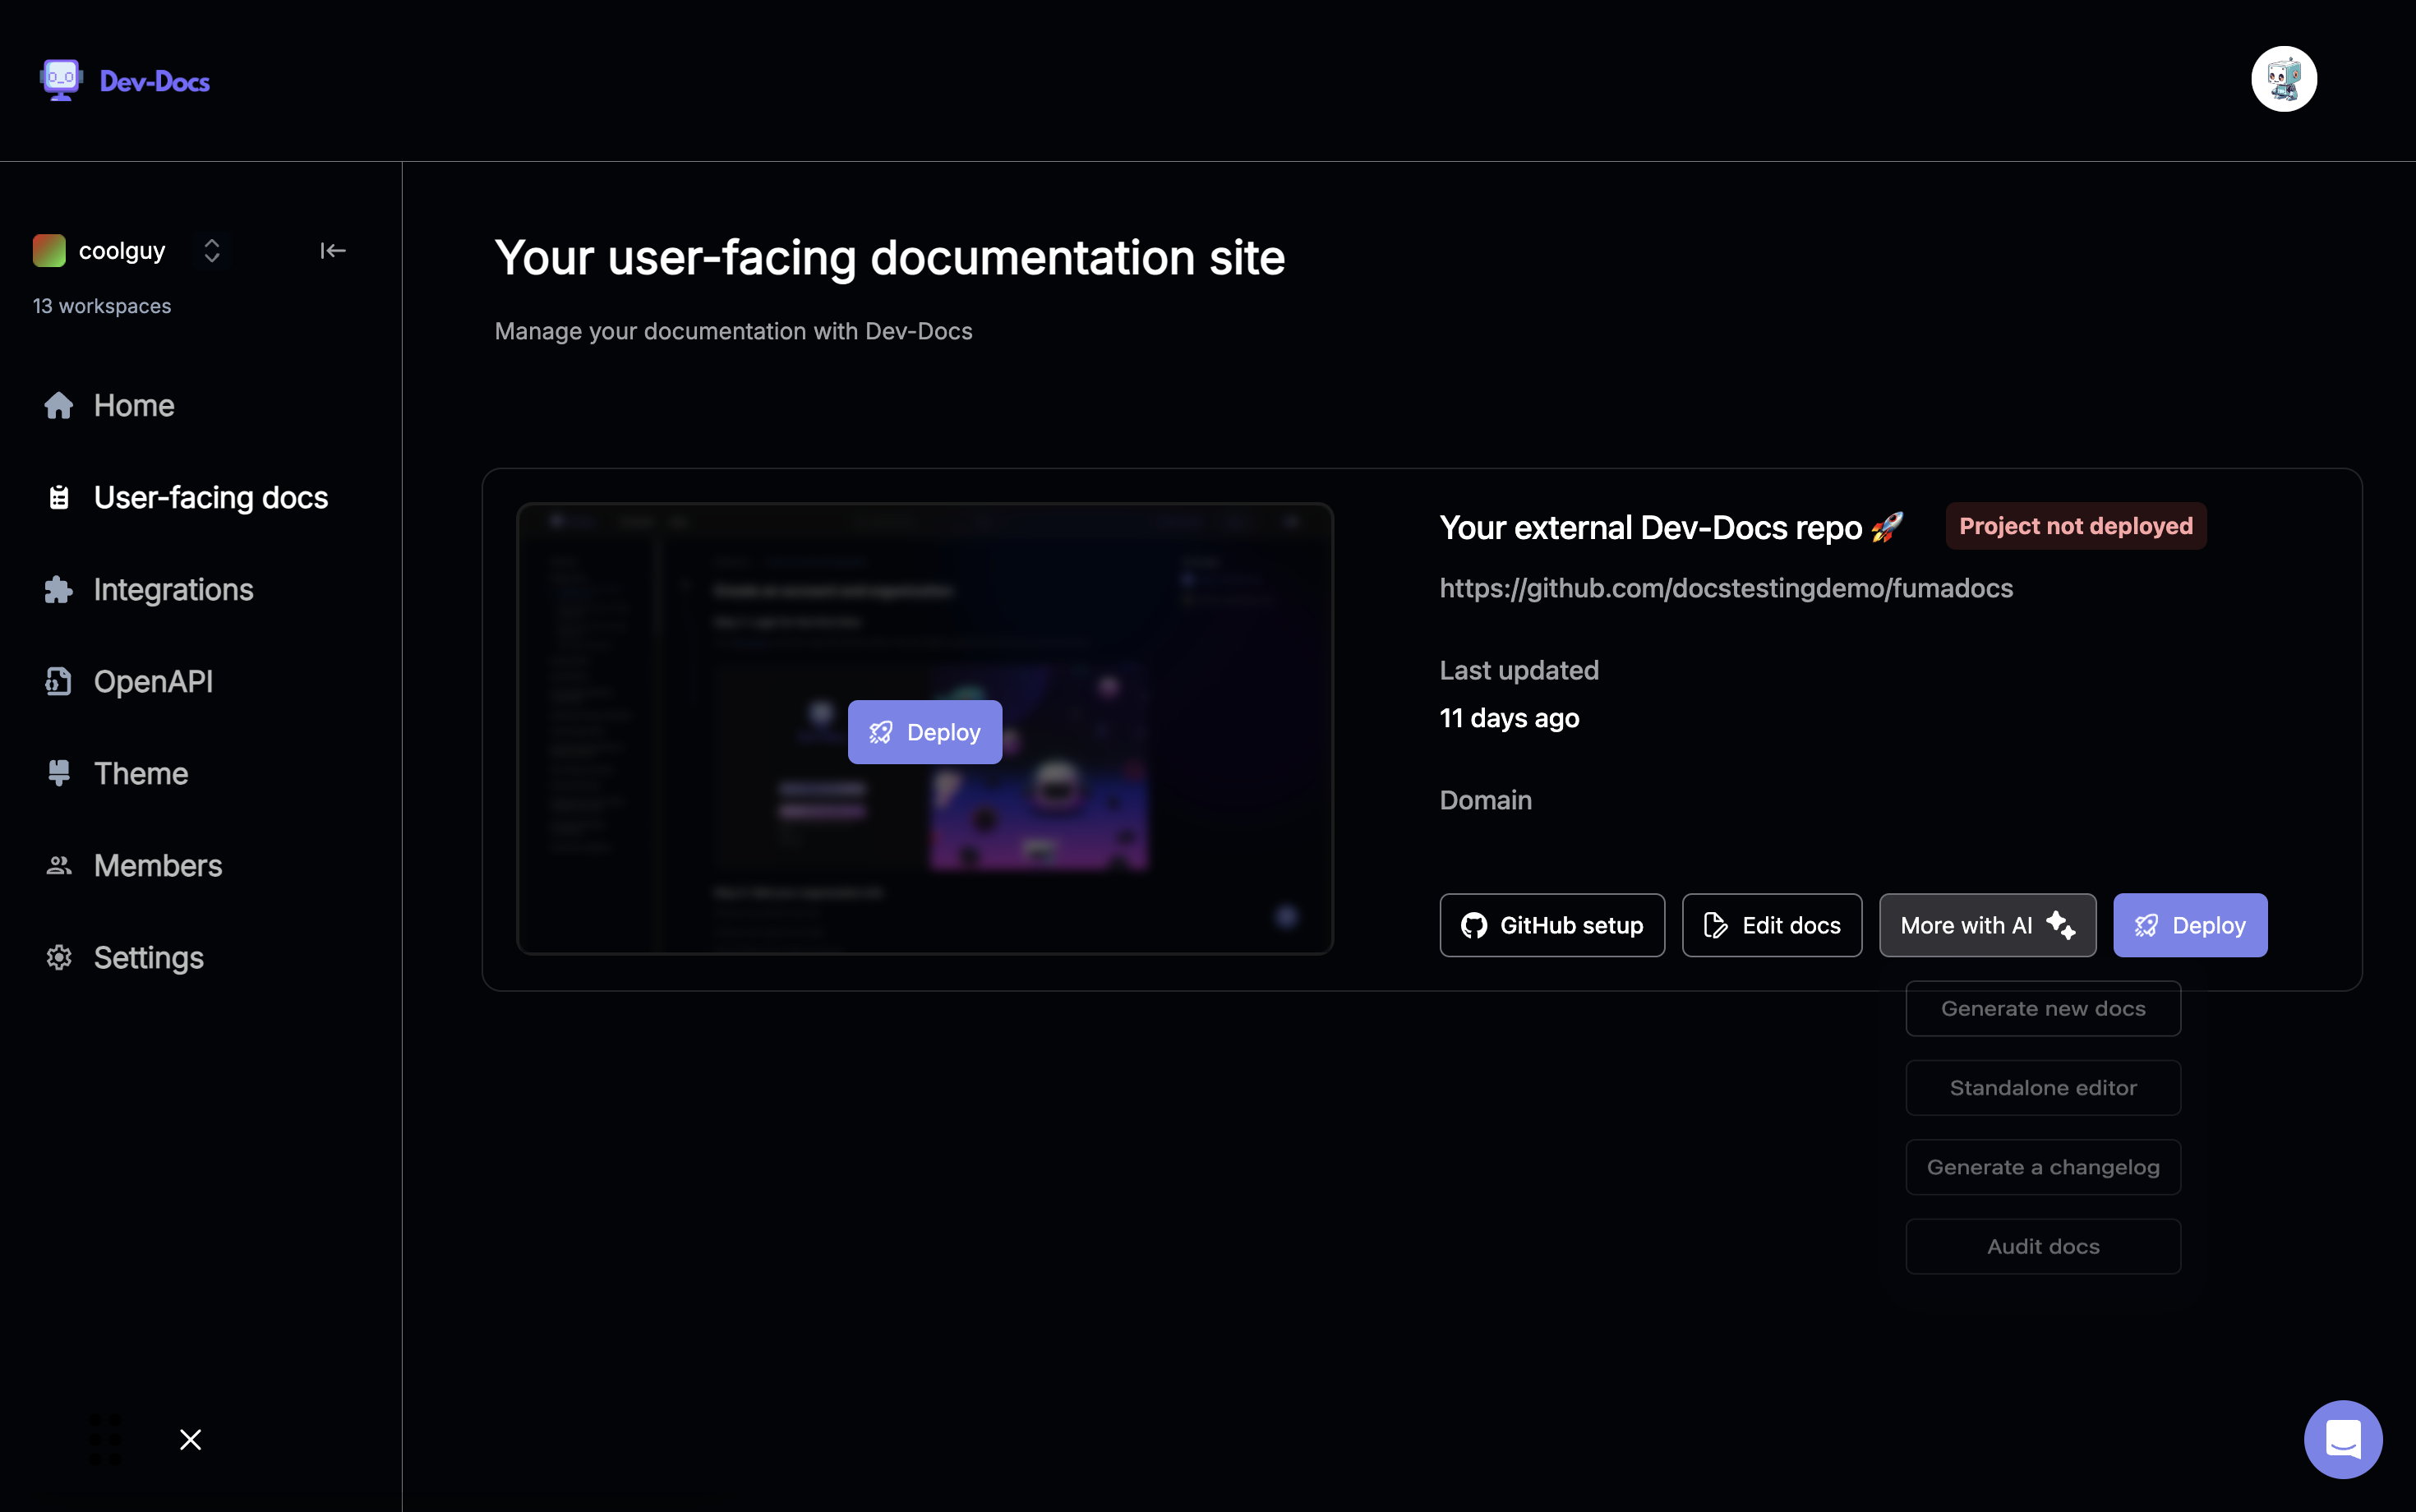 Dev-Docs
coolguy
13 workspaces
Home
User-facing docs
Integrations
OpenAPI
Theme
Members
Settings
Your user-facing documentation site
Manage your documentation with Dev-Docs
Deploy
Your external Dev-Docs repo 🚀
Project not deployed
https://github.com/docstestingdemo/fumadocs
Last updated
11 days ago
Domain
GitHub setup
Edit docs
More with AI
Deploy
Generate new docs
Standalone editor
Generate a changelog
Audit docs